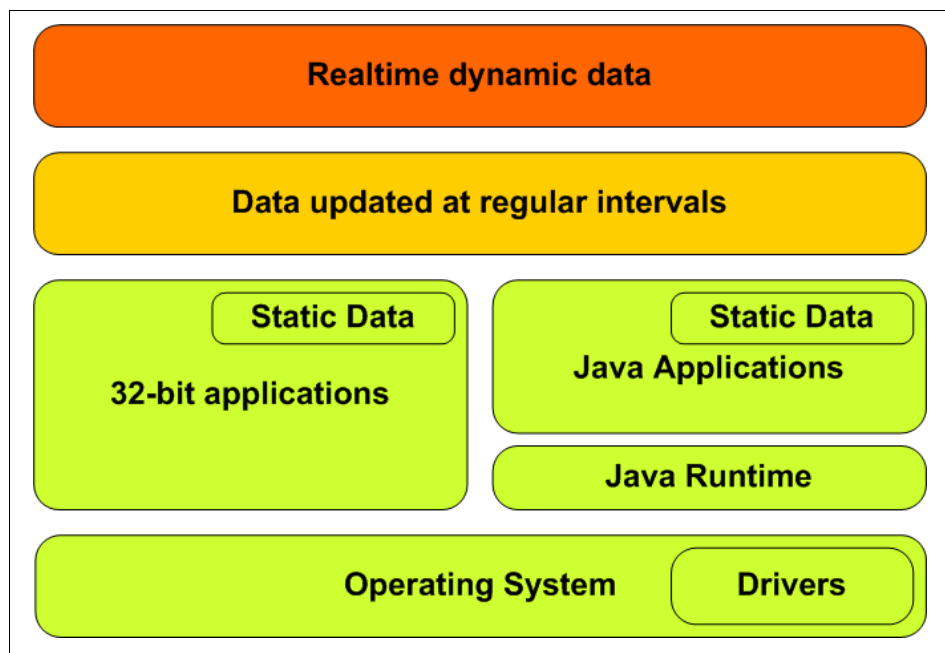 Realtime dynamic data
Data updated at regular intervals
Static Data
32-bit applications
Static Data
Java Applications
Java Runtime
Operating System
Drivers